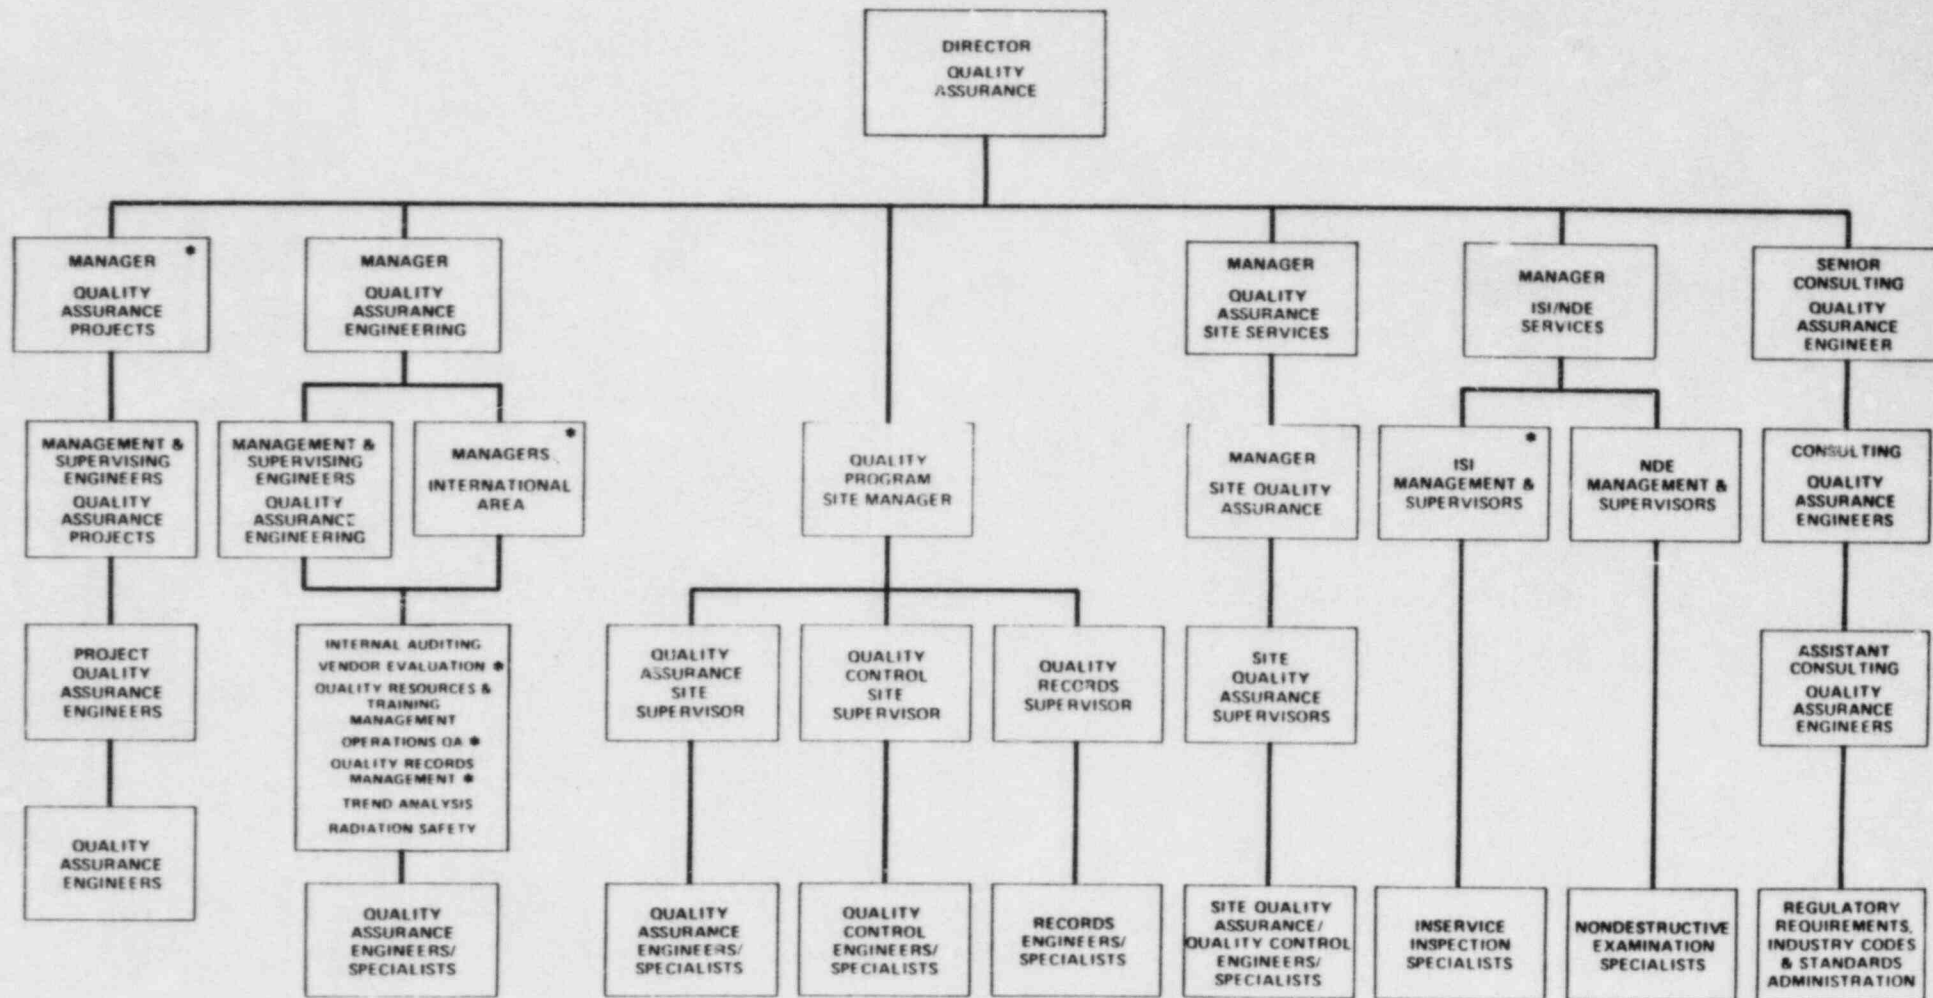 DIRECTOR
QUALITY
ASSURANCE
MANAGER *
QUALITY
ASSURANCE
PROJECTS
MANAGER
QUALITY
ASSURANCE
ENGINEERING
MANAGER
QUALITY
ASSURANCE
SITE SERVICES
MANAGER
ISI/NDE
SERVICES
SENIOR
CONSULTING
QUALITY
ASSURANCE
ENGINEER
MANAGEMENT &
SUPERVISING
ENGINEERS
QUALITY
ASSURANCE
PROJECTS
MANAGEMENT &
SUPERVISING
ENGINEERS
QUALITY
ASSURANCE
ENGINEERING
*
MANAGERS
INTERNATIONAL
AREA
QUALITY
PROGRAM
SITE MANAGER
MANAGER
SITE QUALITY
ASSURANCE
*
ISI
MANAGEMENT &
SUPERVISORS
NDE
MANAGEMENT &
SUPERVISORS
CONSULTING
QUALITY
ASSURANCE
ENGINEERS
PROJECT
QUALITY
ASSURANCE
ENGINEERS
INTERNAL AUDITING
VENDOR EVALUATION *
QUALITY RESOURCES &
TRAINING
MANAGEMENT
OPERATIONS QA *
QUALITY RECORDS
MANAGEMENT *
TREND ANALYSIS
RADIATION SAFETY
QUALITY
ASSURANCE
SITE
SUPERVISOR
QUALITY
CONTROL
SITE
SUPERVISOR
QUALITY
RECORDS
SUPERVISOR
SITE
QUALITY
ASSURANCE
SUPERVISORS
ASSISTANT
CONSULTING
QUALITY
ASSURANCE
ENGINEERS
QUALITY
ASSURANCE
ENGINEERS
QUALITY
ASSURANCE
ENGINEERS/
SPECIALISTS
QUALITY
ASSURANCE
ENGINEERS/
SPECIALISTS
QUALITY
CONTROL
ENGINEERS/
SPECIALISTS
RECORDS
ENGINEERS/
SPECIALISTS
SITE QUALITY
ASSURANCE/
QUALITY CONTROL
ENGINEERS/
SPECIALISTS
INSERVICE
INSPECTION
SPECIALISTS
NONDESTRUCTIVE
EXAMINATION
SPECIALISTS
REGULATORY
REQUIREMENTS,
INDUSTRY CODES
& STANDARDS
ADMINISTRATION